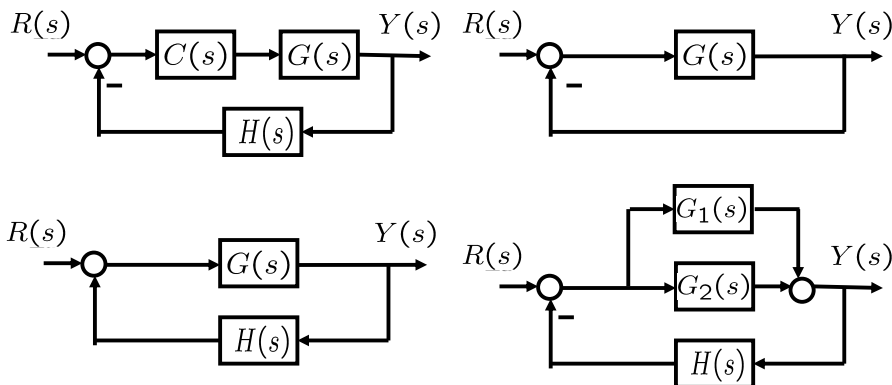 R(s) Y(s) R(s) Y(s)
C(s) G(s) G(s)
−
−
H(s)
G₁(s)
R(s) Y(s) R(s) Y(s)
G(s) G₂(s)
−
H(s) H(s)